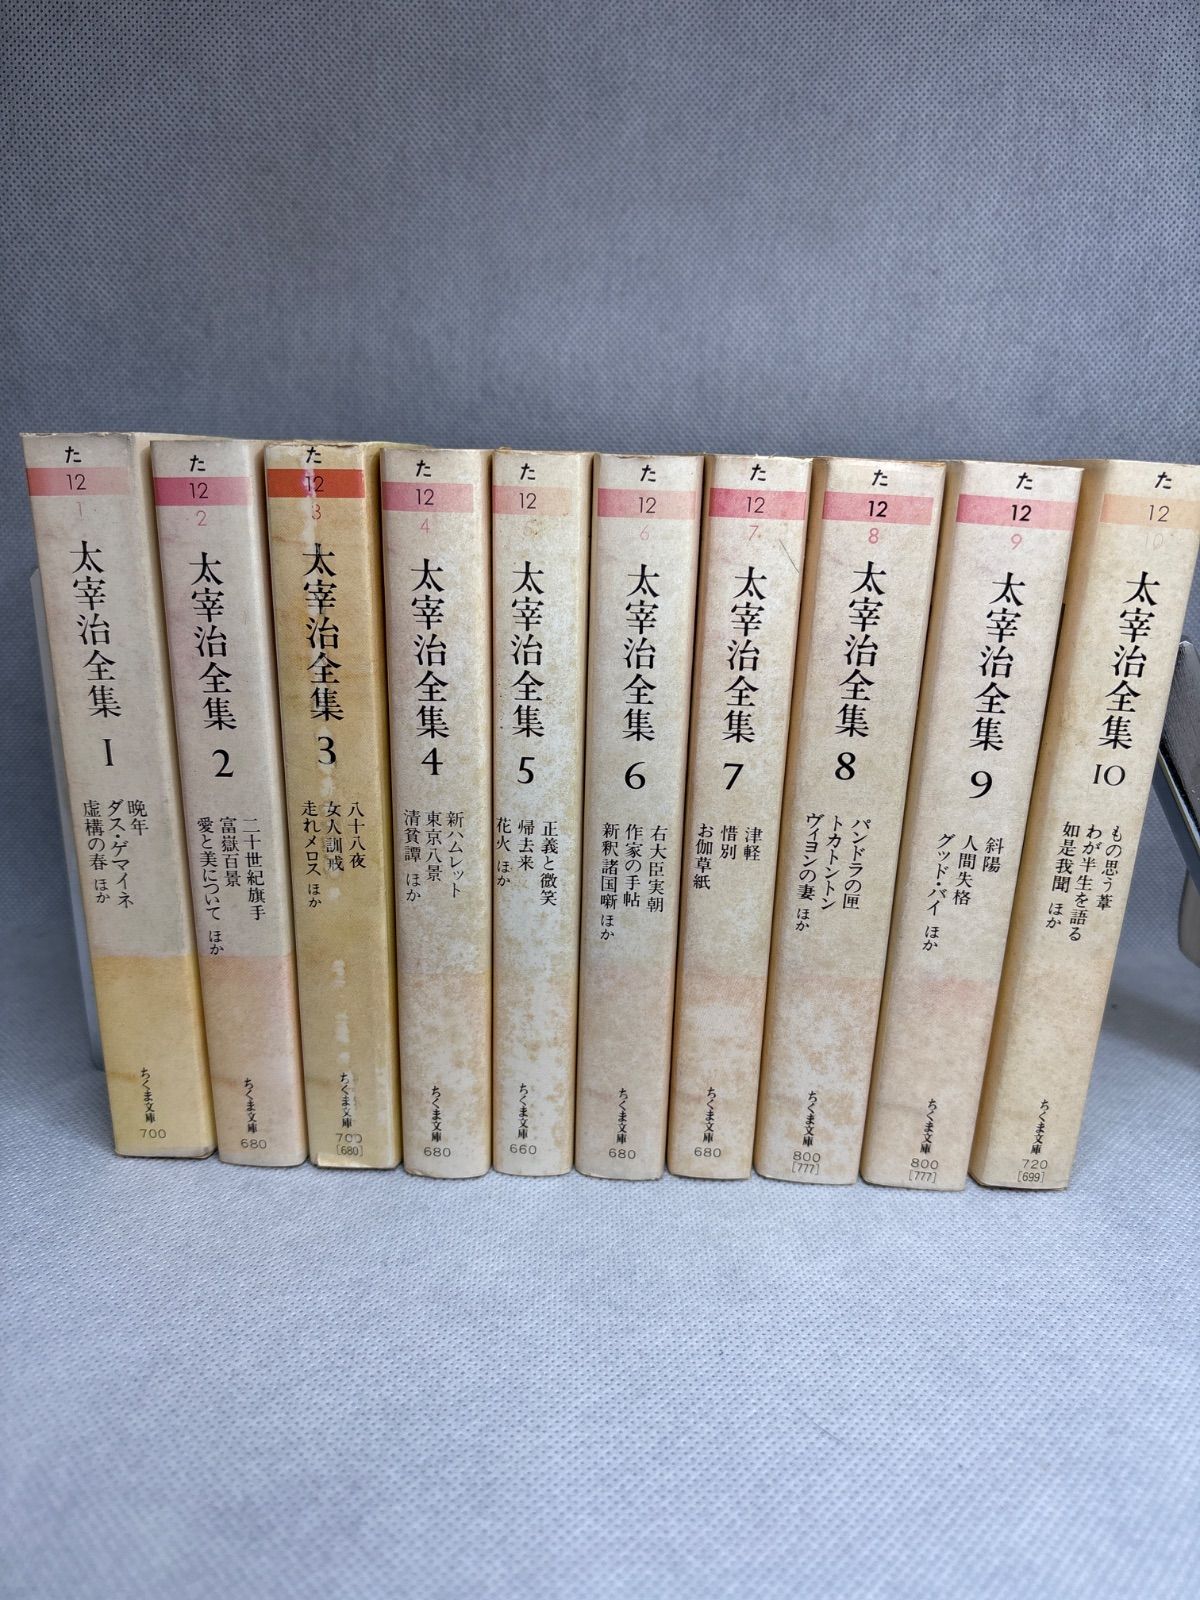 た
12
1
太宰治全集 1
晩年
ダス・ゲマイネ
虚構の春 ほか
ちくま文庫
700
た
12
2
太宰治全集 2
二十世紀旗手
富嶽百景
愛と美について ほか
ちくま文庫
680
た
12
3
太宰治全集 3
八十八夜
女人訓戒
走れメロス ほか
ちくま文庫
700
[680]
た
12
4
太宰治全集 4
新ハムレット
東京八景
清貧譚 ほか
ちくま文庫
680
た
12
5
太宰治全集 5
正義と微笑
帰去来
花火 ほか
ちくま文庫
660
た
12
6
太宰治全集 6
右大臣実朝
作家の手帖
新釈諸国噺 ほか
ちくま文庫
680
た
12
7
太宰治全集 7
津軽
惜別
お伽草紙
ちくま文庫
680
た
12
8
太宰治全集 8
パンドラの匣
トカトントン
ヴィヨンの妻 ほか
ちくま文庫
800
[777]
た
12
9
太宰治全集 9
斜陽
人間失格
グッド・バイ ほか
ちくま文庫
800
[777]
た
12
10
太宰治全集 10
もの思う葦
わが半生を語る
如是我聞 ほか
ちくま文庫
720
[699]